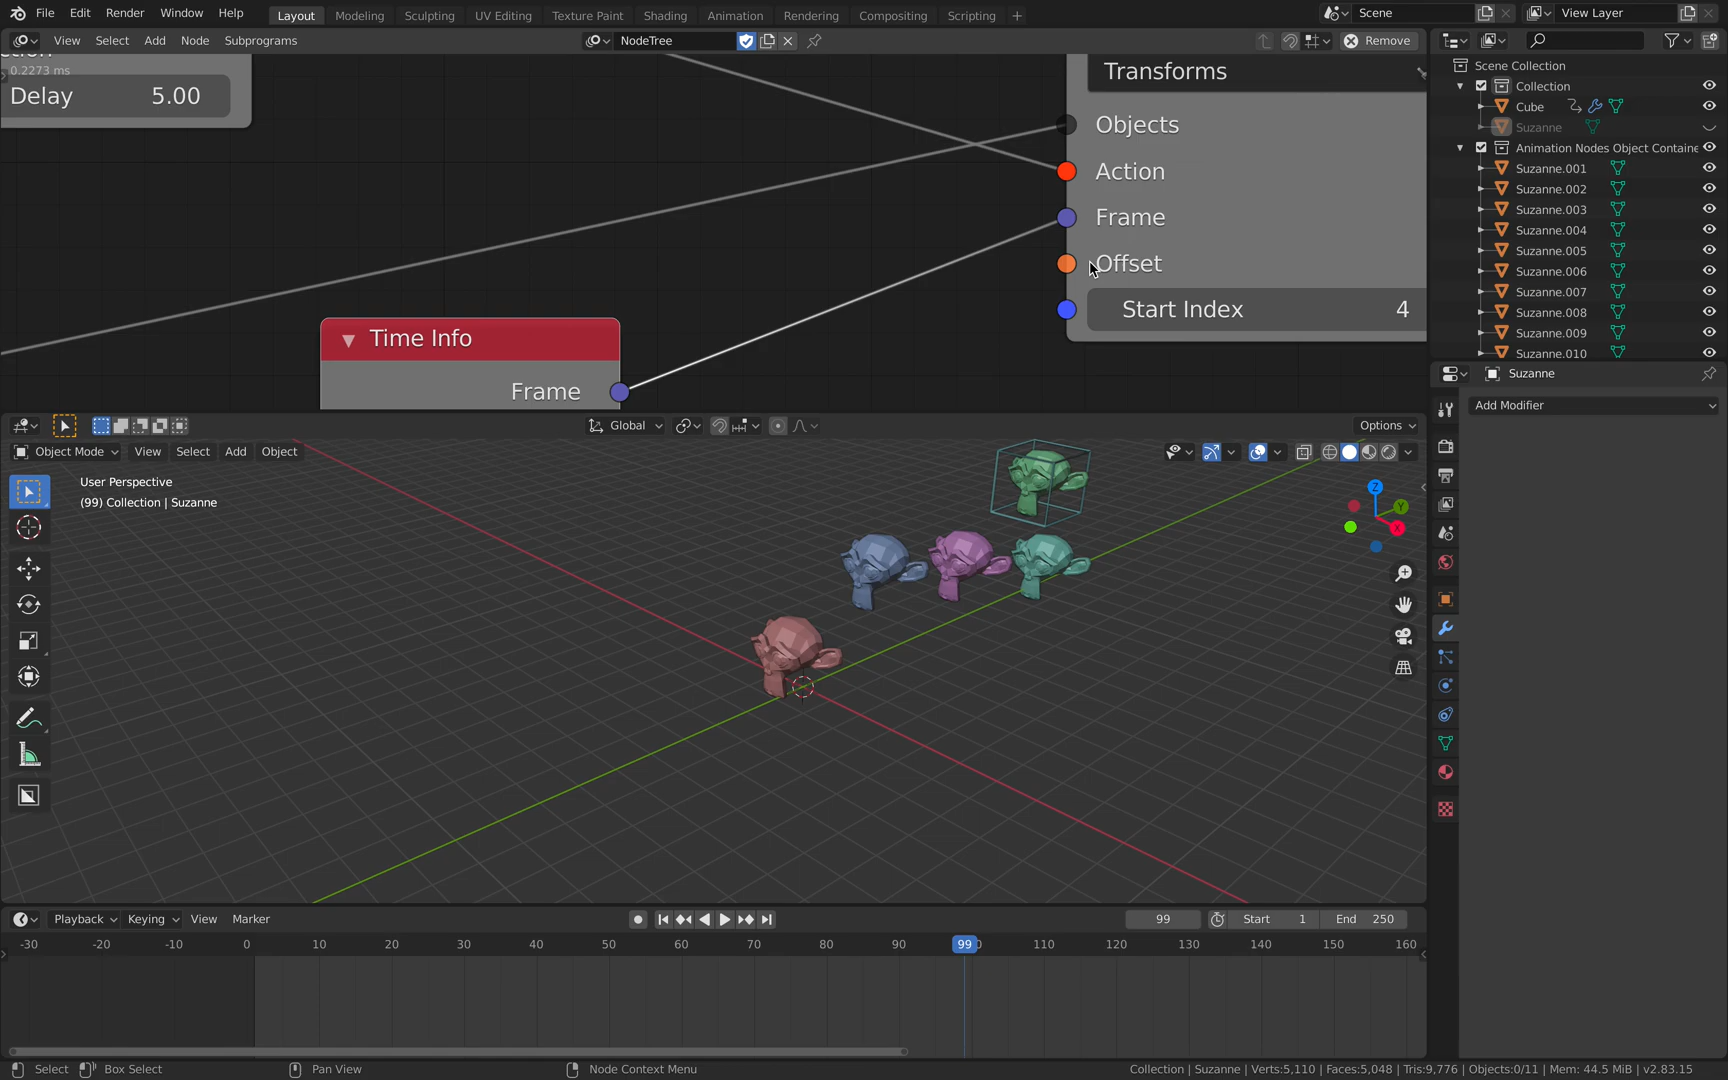 File Edit Render Window Help Layout Modeling Sculpting UV Editing Texture Paint Shading Animation Rendering Compositing Scripting + Scene View Layer
View Select Add Node Subprograms NodeTree Remove
0.2273 ms
Delay 5.00
Transforms
Objects
Action
Frame
Offset
Start Index 4
Time Info
Frame
Scene Collection
Collection
Cube
Suzanne
Animation Nodes Object Containe
Suzanne.001
Suzanne.002
Suzanne.003
Suzanne.004
Suzanne.005
Suzanne.006
Suzanne.007
Suzanne.008
Suzanne.009
Suzanne.010
Suzanne
Add Modifier
Global Options
Object Mode View Select Add Object
User Perspective
(99) Collection | Suzanne
Z
Y
X
Playback Keying View Marker 99 Start 1 End 250
-30 -20 -10 0 10 20 30 40 50 60 70 80 90 99 110 120 130 140 150 160
Select Box Select Pan View Node Context Menu Collection | Suzanne | Verts:5,110 | Faces:5,048 | Tris:9,776 | Objects:0/11 | Mem: 44.5 MiB | v2.83.15